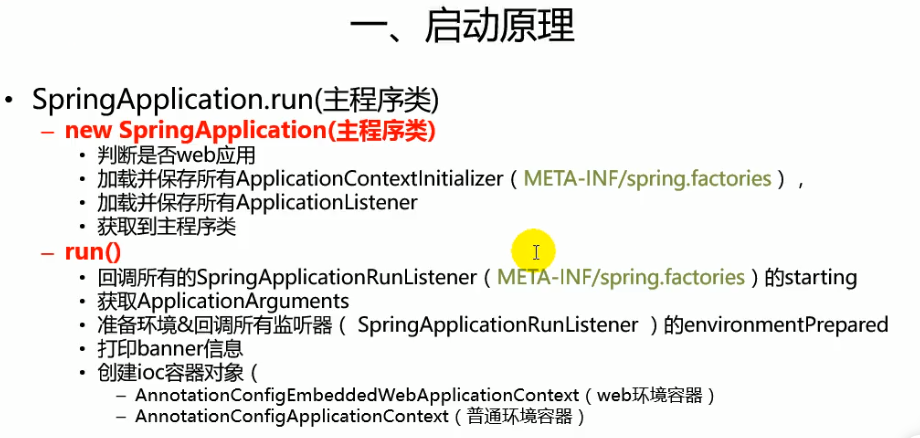 一、启动原理
• SpringApplication.run(主程序类)
– new SpringApplication(主程序类)
• 判断是否web应用
• 加载并保存所有ApplicationContextInitializer（META-INF/spring.factories），
• 加载并保存所有ApplicationListener
• 获取到主程序类
– run()
• 回调所有的SpringApplicationRunListener（META-INF/spring.factories）的starting
• 获取ApplicationArguments
• 准备环境&回调所有监听器（ SpringApplicationRunListener ）的environmentPrepared
• 打印banner信息
• 创建ioc容器对象（
– AnnotationConfigEmbeddedWebApplicationContext（web环境容器）
– AnnotationConfigApplicationContext（普通环境容器）